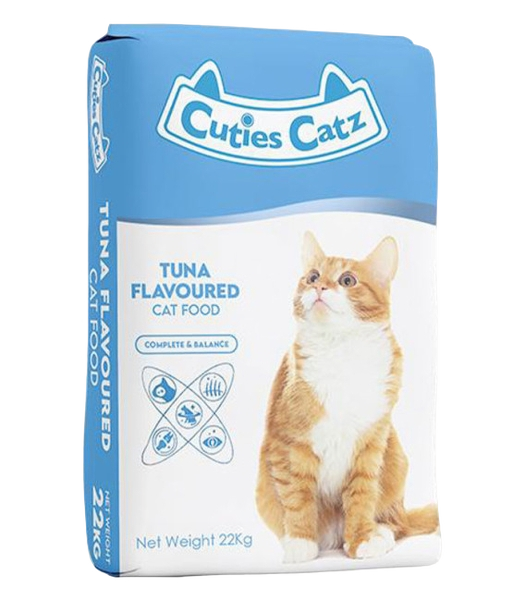 Cuties Catz
TUNA
FLAVOURED
CAT FOOD
COMPLETE & BALANCE
Net Weight 22Kg
Cuties Catz
TUNA FLAVOURED
CAT FOOD
NET WEIGHT
22KG